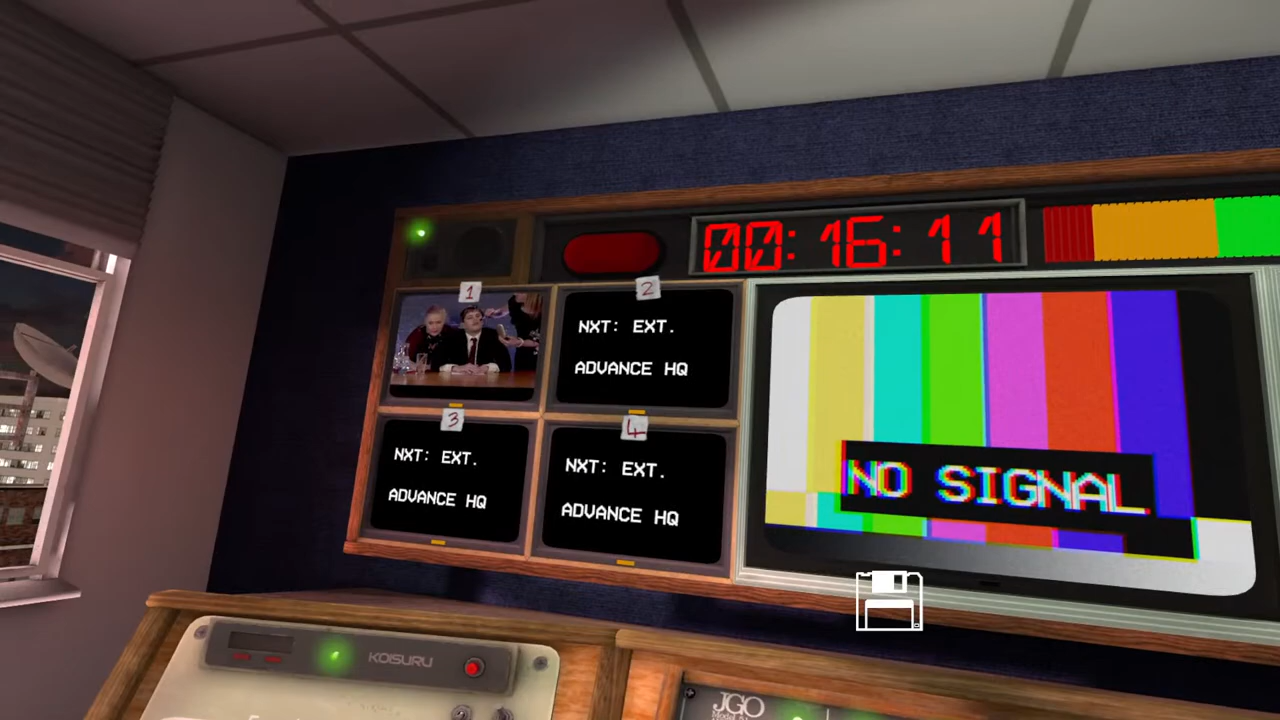 00:16:11
1
2
NXT: EXT.
ADVANCE HQ
3
NXT: EXT.
ADVANCE HQ
4
NXT: EXT.
ADVANCE HQ
NO SIGNAL
KOISURU
JGO